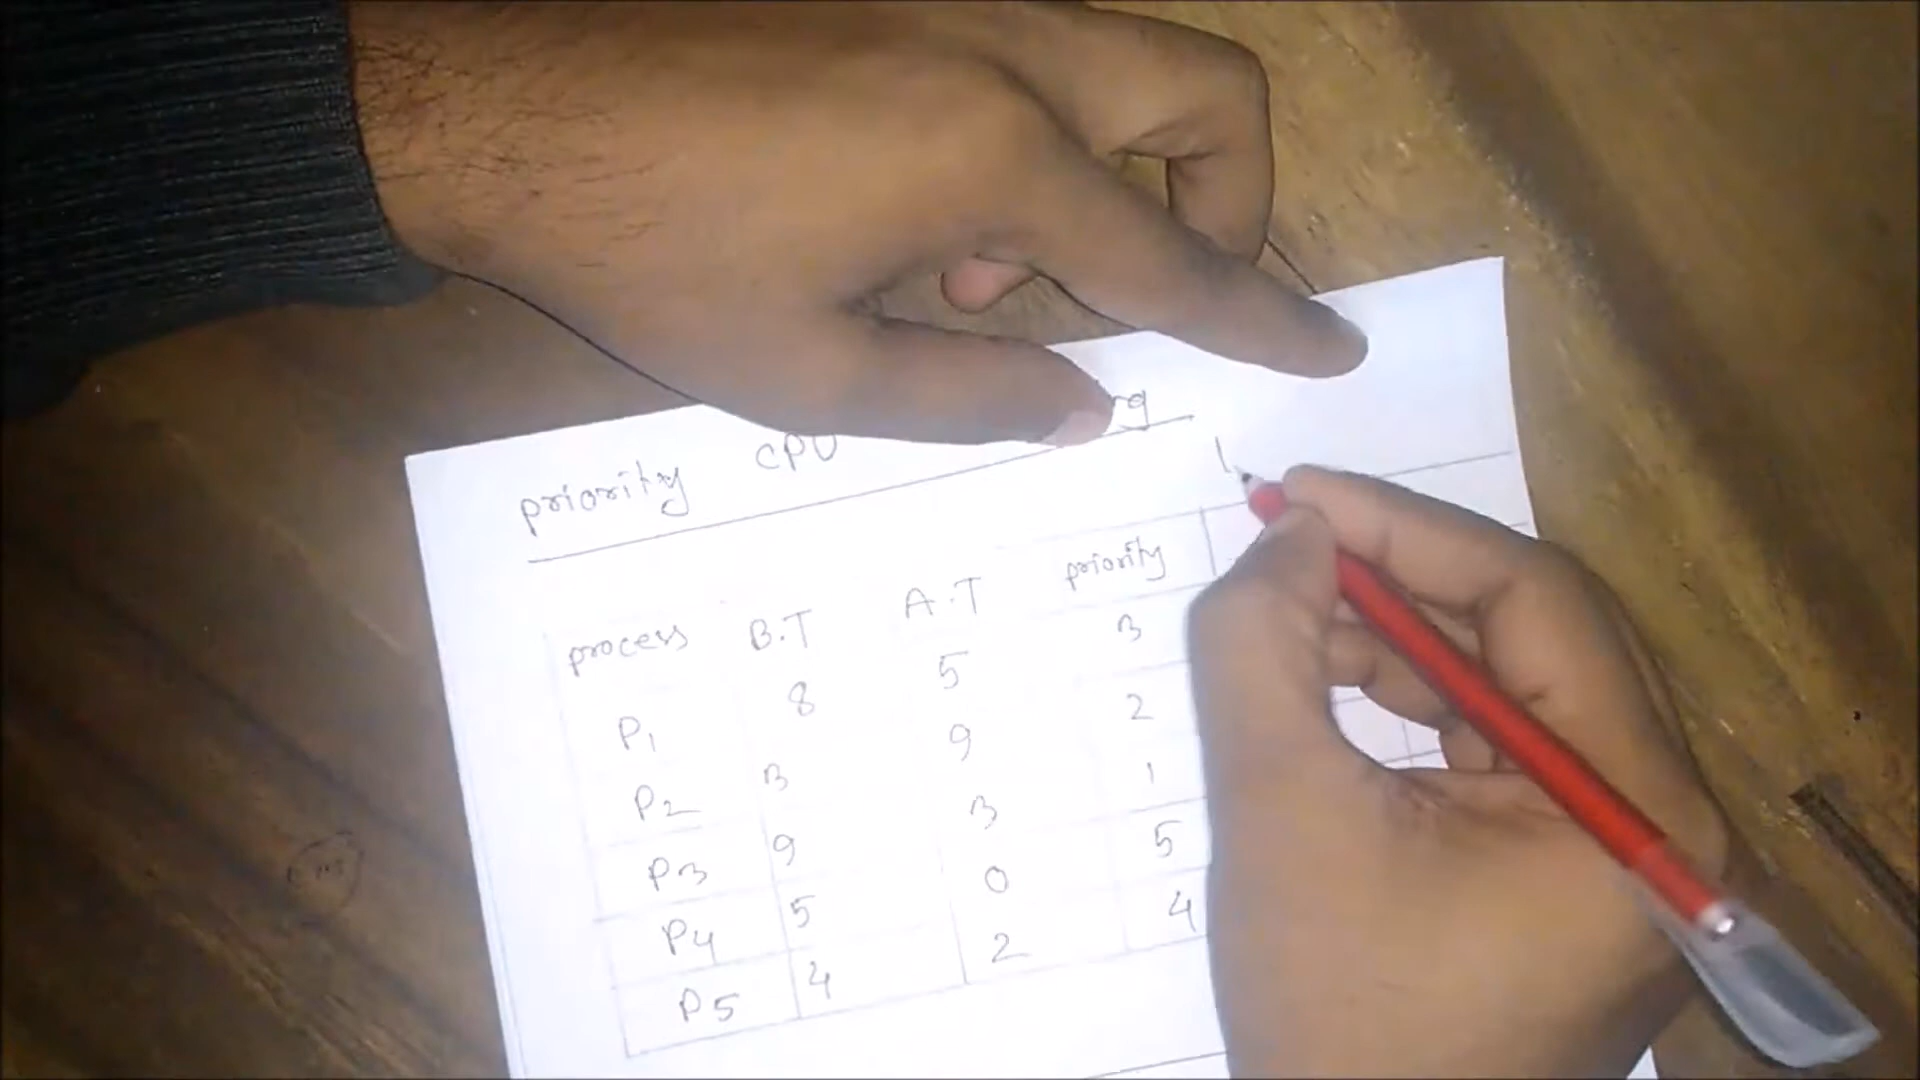 priority CPU
process B.T A.T priority
P1 8 5 3
P2 3 9 2
P3 9 3 1
P4 5 0 5
P5 4 2 4